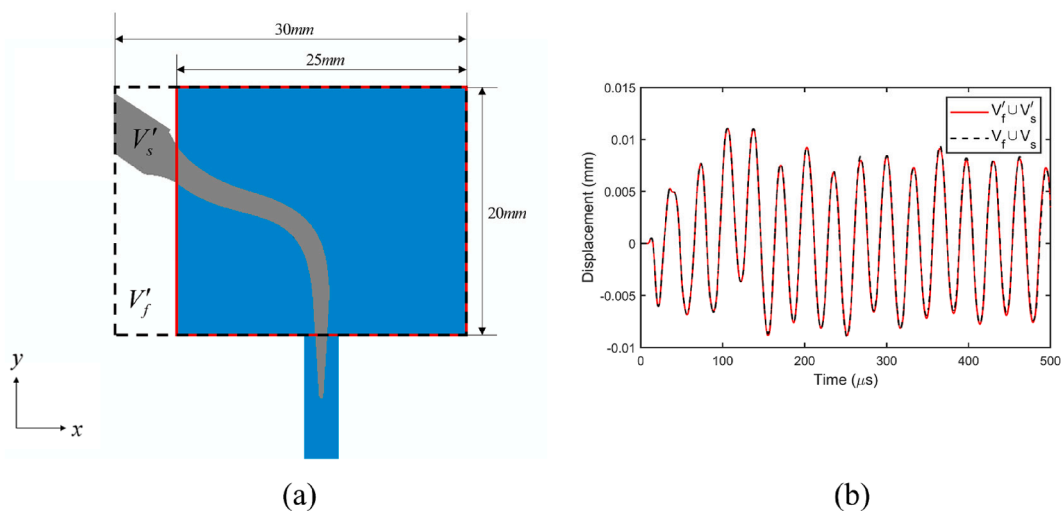 30mm
25mm
V's
20mm
V'f
y
x
(a)
0.015
0.01
0.005
0
-0.005
-0.01
Displacement (mm)
0
100
200
300
400
500
Time (μs)
V'f ∪ V's
Vf ∪ Vs
(b)